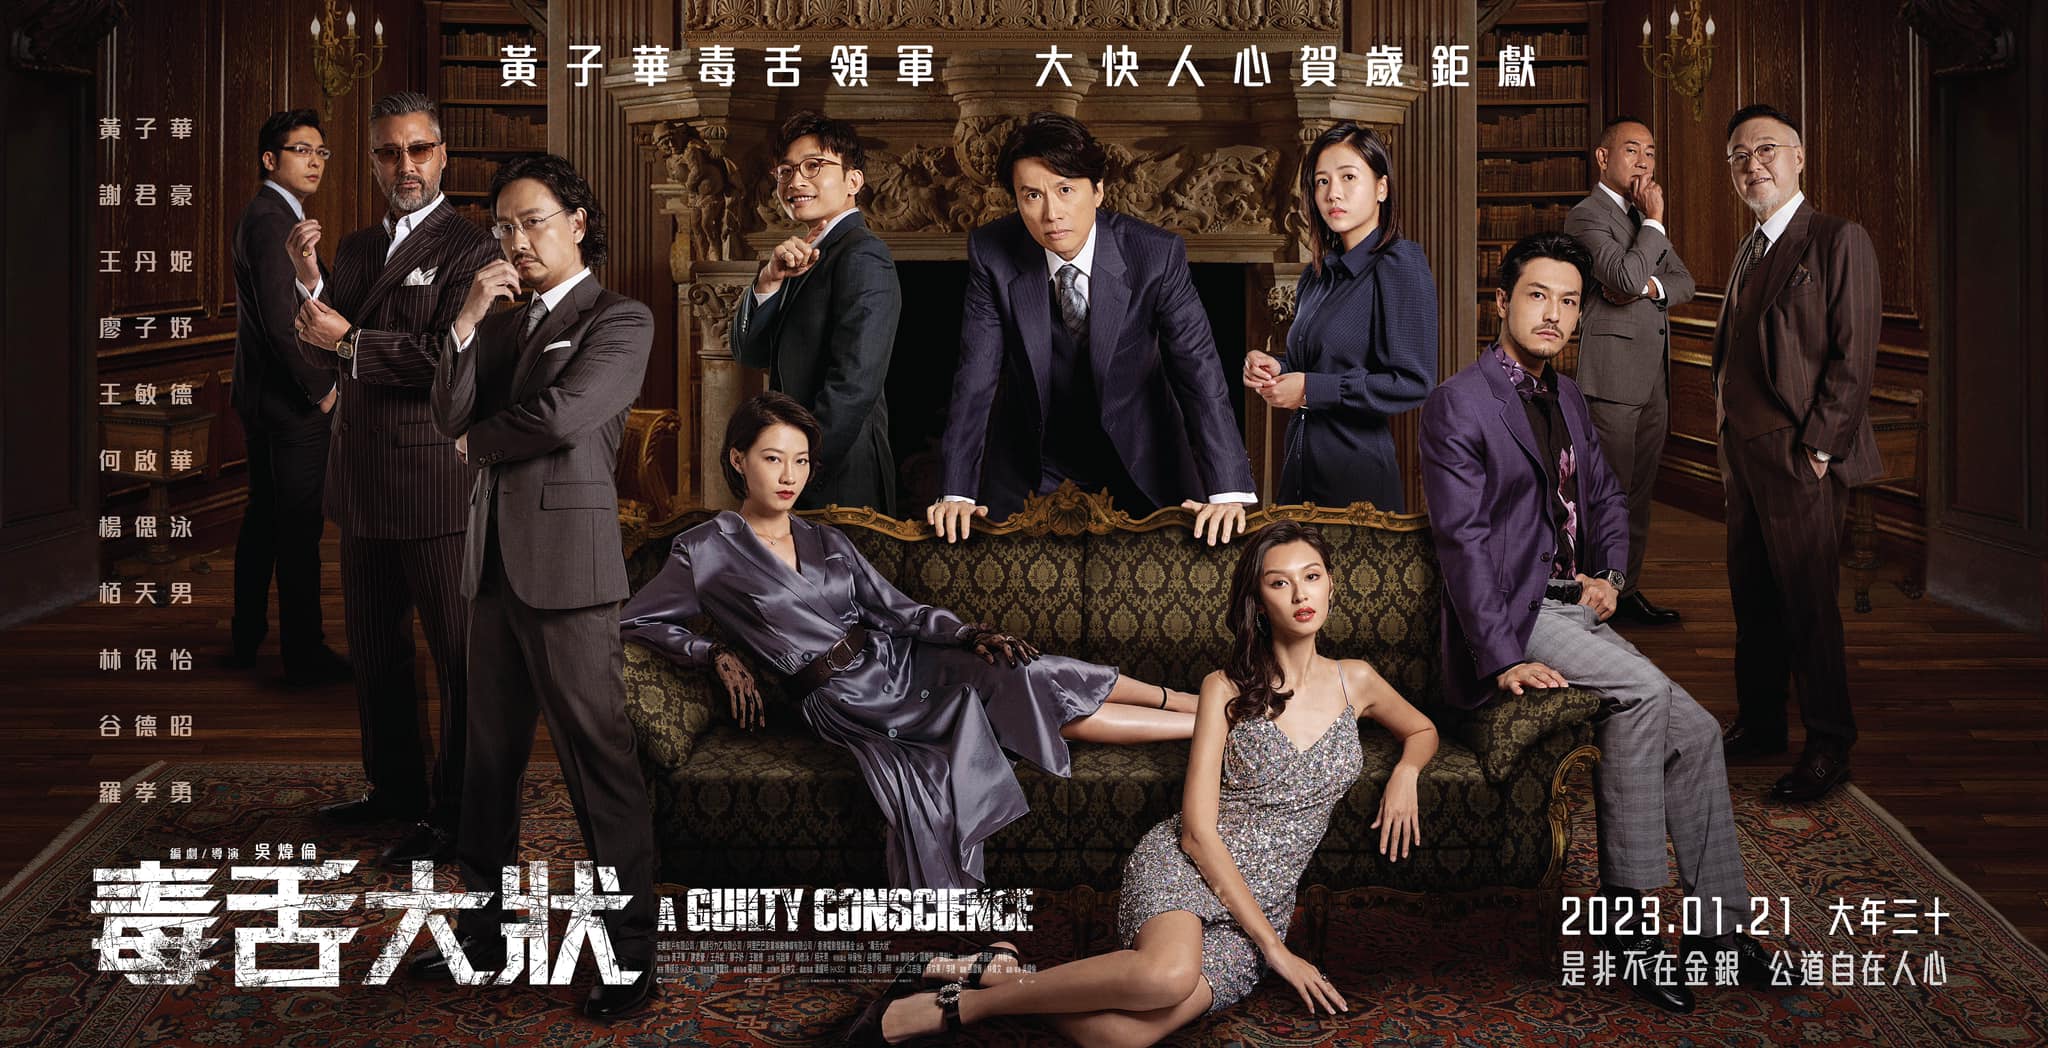 黃子華毒舌領軍　大快人心賀歲鉅獻
黃子華
謝君豪
王丹妮
廖子妤
王敏德
何啟華
楊偲泳
栢天男
林保怡
谷德昭
羅孝勇
編劇/導演 吳煒倫
毒舌大狀
A GUILTY CONSCIENCE
2023.01.21 大年三十
是非不在金銀 公道自在人心